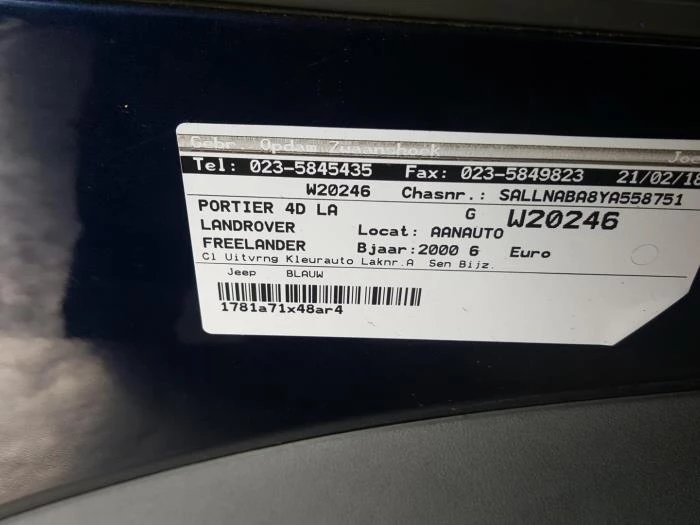 Gebr. Opdam Zwaanshoek
Tel: 023-5845435 Fax: 023-5849823 21/02/18
W20246 Chasnr.: SALLNABA8YA558751
PORTIER 4D LA G W20246
LANDROVER Locat: AANAUTO
FREELANDER Bjaar:2000 6 Euro
Cl Uitvrng Kleurauto Laknr.A Sen Bijz.
Jeep BLAUW
1781a71x48ar4